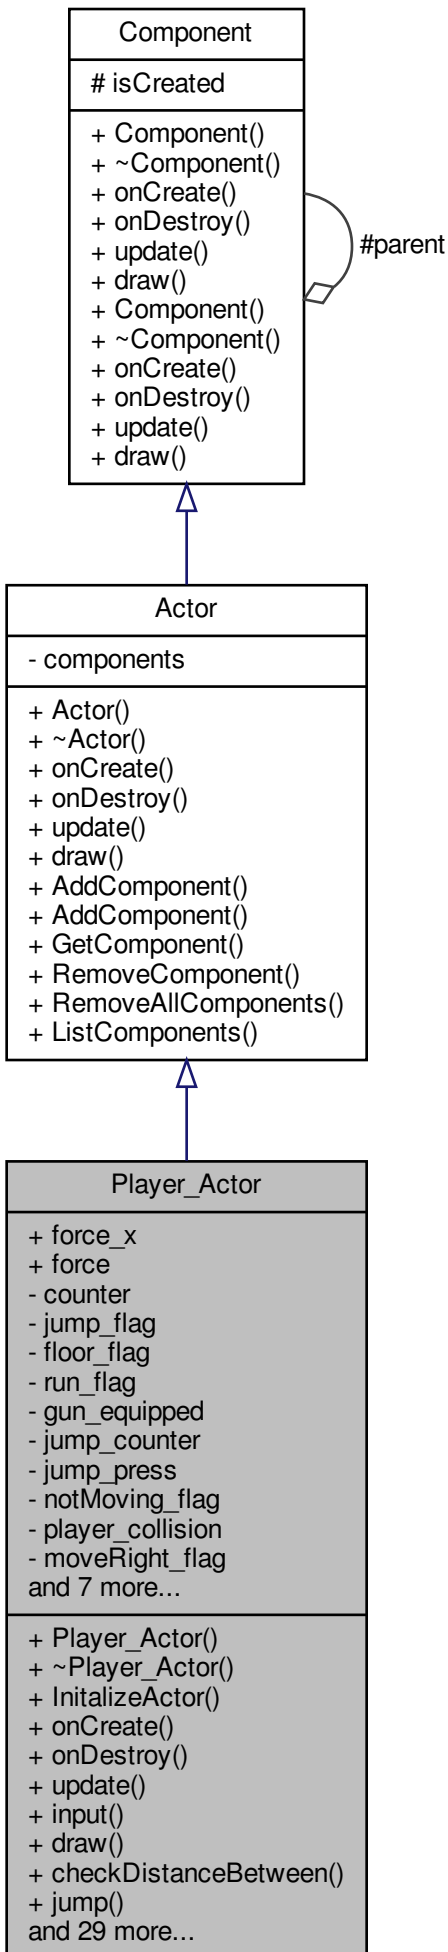 Component
# isCreated
+ Component()
+ ~Component()
+ onCreate()
+ onDestroy()
+ update()
+ draw()
+ Component()
+ ~Component()
+ onCreate()
+ onDestroy()
+ update()
+ draw()
#parent
Actor
- components
+ Actor()
+ ~Actor()
+ onCreate()
+ onDestroy()
+ update()
+ draw()
+ AddComponent()
+ AddComponent()
+ GetComponent()
+ RemoveComponent()
+ RemoveAllComponents()
+ ListComponents()
Player_Actor
+ force_x
+ force
- counter
- jump_flag
- floor_flag
- run_flag
- gun_equipped
- jump_counter
- jump_press
- notMoving_flag
- player_collision
- moveRight_flag
and 7 more...
+ Player_Actor()
+ ~Player_Actor()
+ InitalizeActor()
+ onCreate()
+ onDestroy()
+ update()
+ input()
+ draw()
+ checkDistanceBetween()
+ jump()
and 29 more...